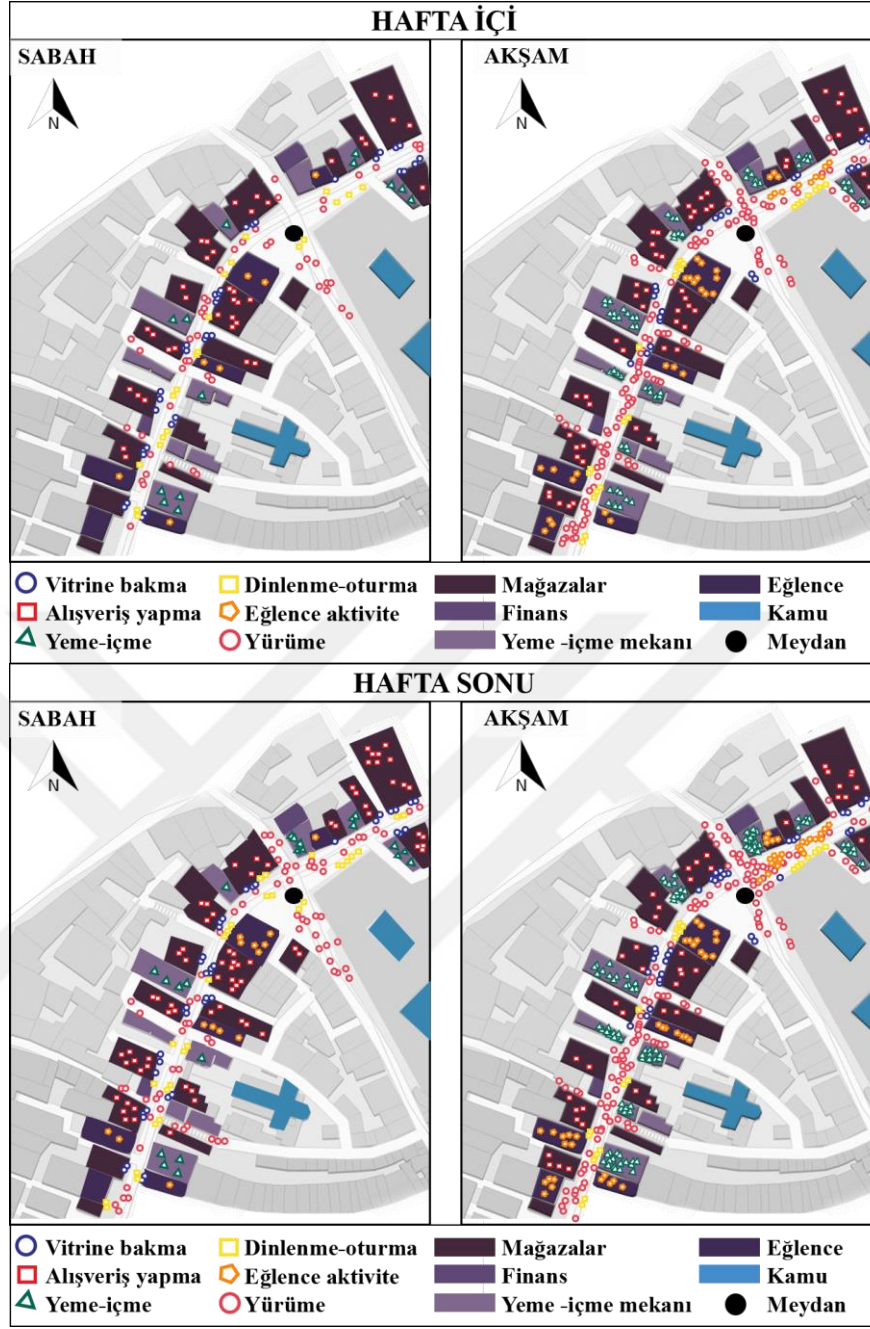 HAFTA İÇİ
SABAH
AKŞAM
N
N
Vitrine bakma Dinlenme-oturma Mağazalar Eğlence
Alışveriş yapma Eğlence aktivite Finans Kamu
Yeme-içme Yürüme Yeme -içme mekanı Meydan
HAFTA SONU
SABAH
AKŞAM
N
N
Vitrine bakma Dinlenme-oturma Mağazalar Eğlence
Alışveriş yapma Eğlence aktivite Finans Kamu
Yeme-içme Yürüme Yeme -içme mekanı Meydan